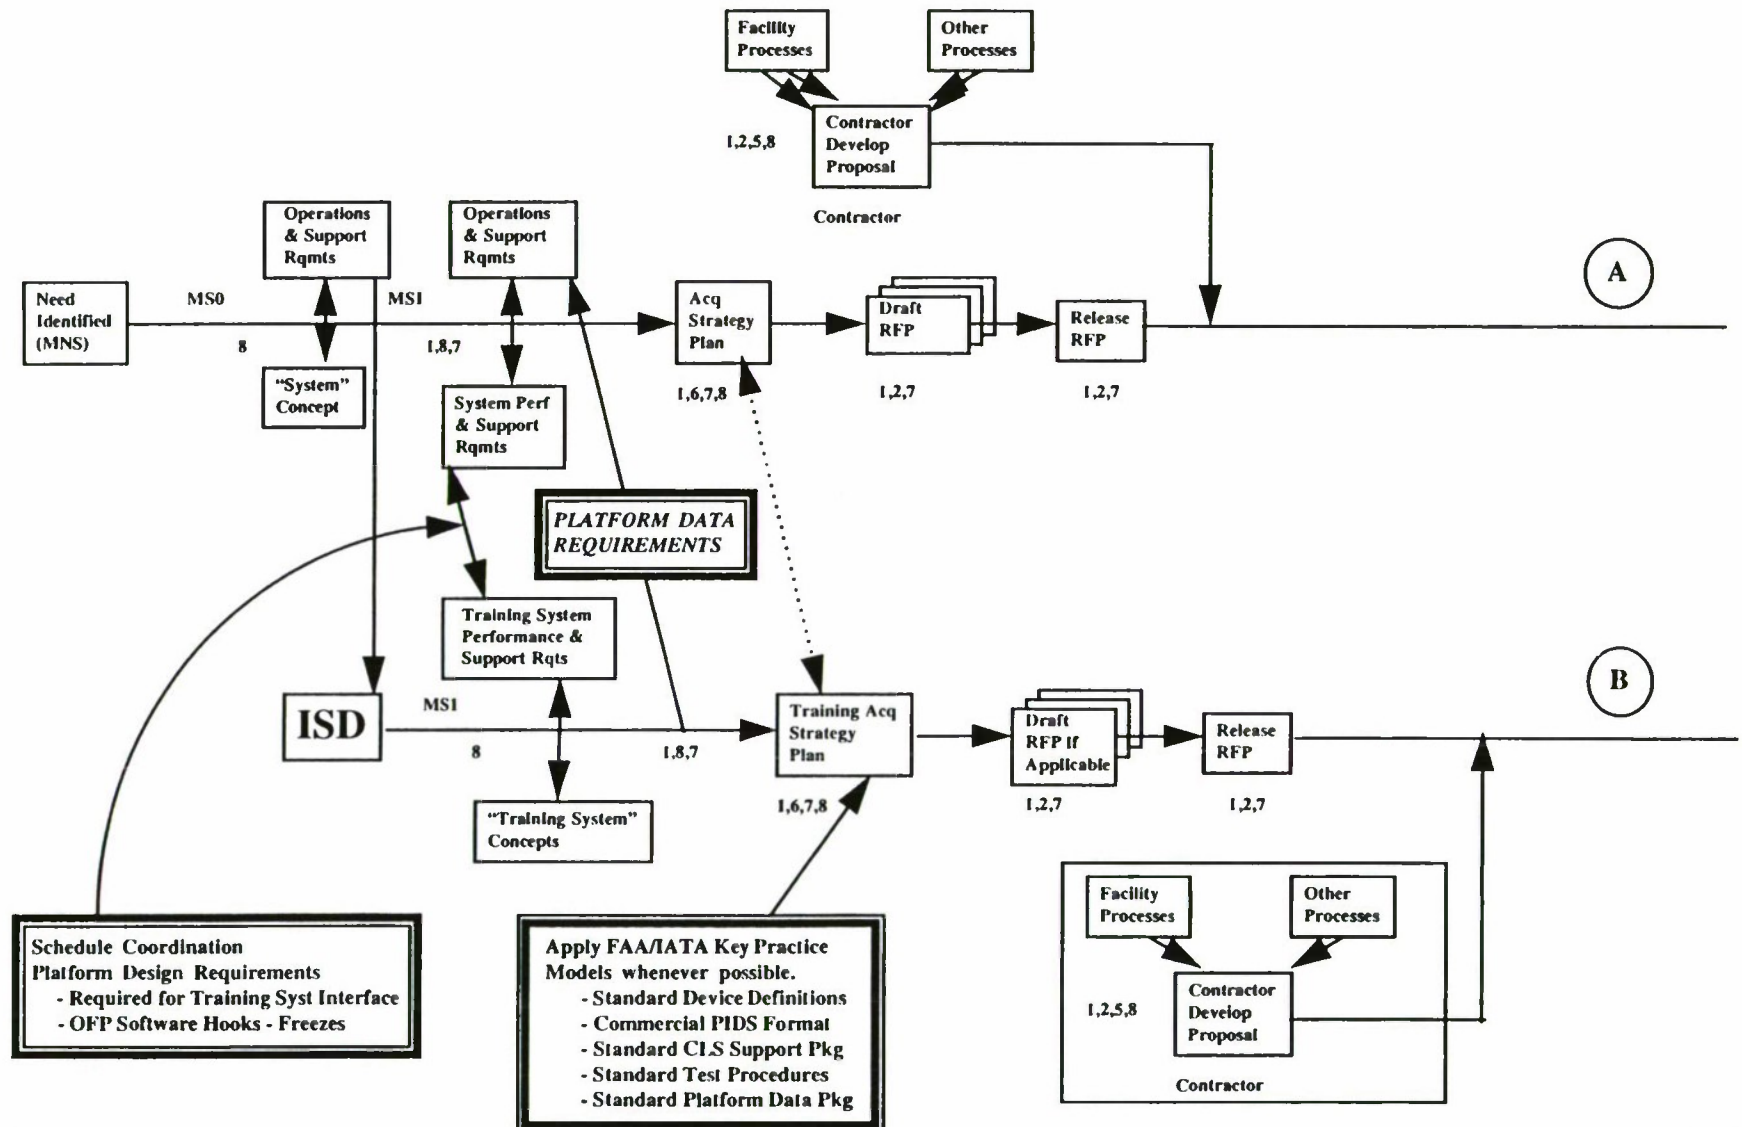 Facility
Processes
Other
Processes
1,2,5,8
Contractor
Develop
Proposal
Contractor
Operations
& Support
Rqmts
Operations
& Support
Rqmts
A
Need
Identified
(MNS)
MS0
MS1
8
1,8,7
Acq
Strategy
Plan
Draft
RFP
Release
RFP
"System"
Concept
1,6,7,8
1,2,7
1,2,7
System Perf
& Support
Rqmts
PLATFORM DATA
REQUIREMENTS
Training System
Performance &
Support Rqts
B
ISD
MS1
8
1,8,7
Training Acq
Strategy
Plan
Draft
RFP If
Applicable
Release
RFP
1,6,7,8
1,2,7
1,2,7
"Training System"
Concepts
Facility
Processes
Other
Processes
1,2,5,8
Contractor
Develop
Proposal
Contractor
Schedule Coordination
Platform Design Requirements
- Required for Training Syst Interface
- OFP Software Hooks - Freezes
Apply FAA/IATA Key Practice
Models whenever possible.
- Standard Device Definitions
- Commercial PIDS Format
- Standard CLS Support Pkg
- Standard Test Procedures
- Standard Platform Data Pkg